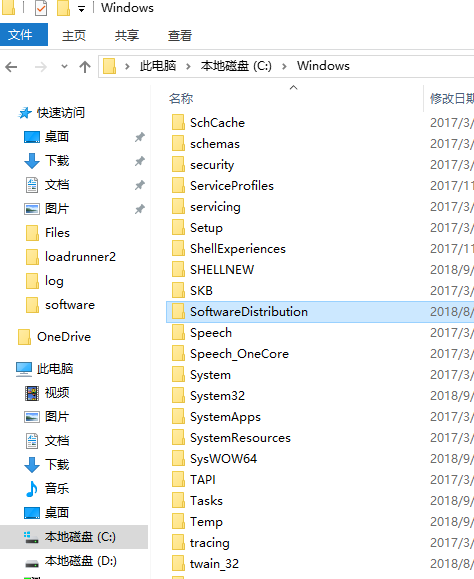 Windows
文件 主页 共享 查看
此电脑 本地磁盘 (C:) Windows
名称 修改日期
快速访问
桌面
下载
文档
图片
Files
loadrunner2
log
software
OneDrive
此电脑
视频
图片
文档
下载
音乐
桌面
本地磁盘 (C:)
本地磁盘 (D:)
SchCache 2017/3/
schemas 2017/3/
security 2017/3/
ServiceProfiles 2017/11
servicing 2017/3/
Setup 2017/3/
ShellExperiences 2017/11
SHELLNEW 2018/9/
SKB 2017/3/
SoftwareDistribution 2018/8/
Speech 2017/3/
Speech_OneCore 2017/3/
System 2017/3/
System32 2018/9/
SystemApps 2017/3/
SystemResources 2017/3/
SysWOW64 2018/9/
TAPI 2017/3/
Tasks 2018/9/
Temp 2018/9/
tracing 2017/3/
twain_32 2018/8/